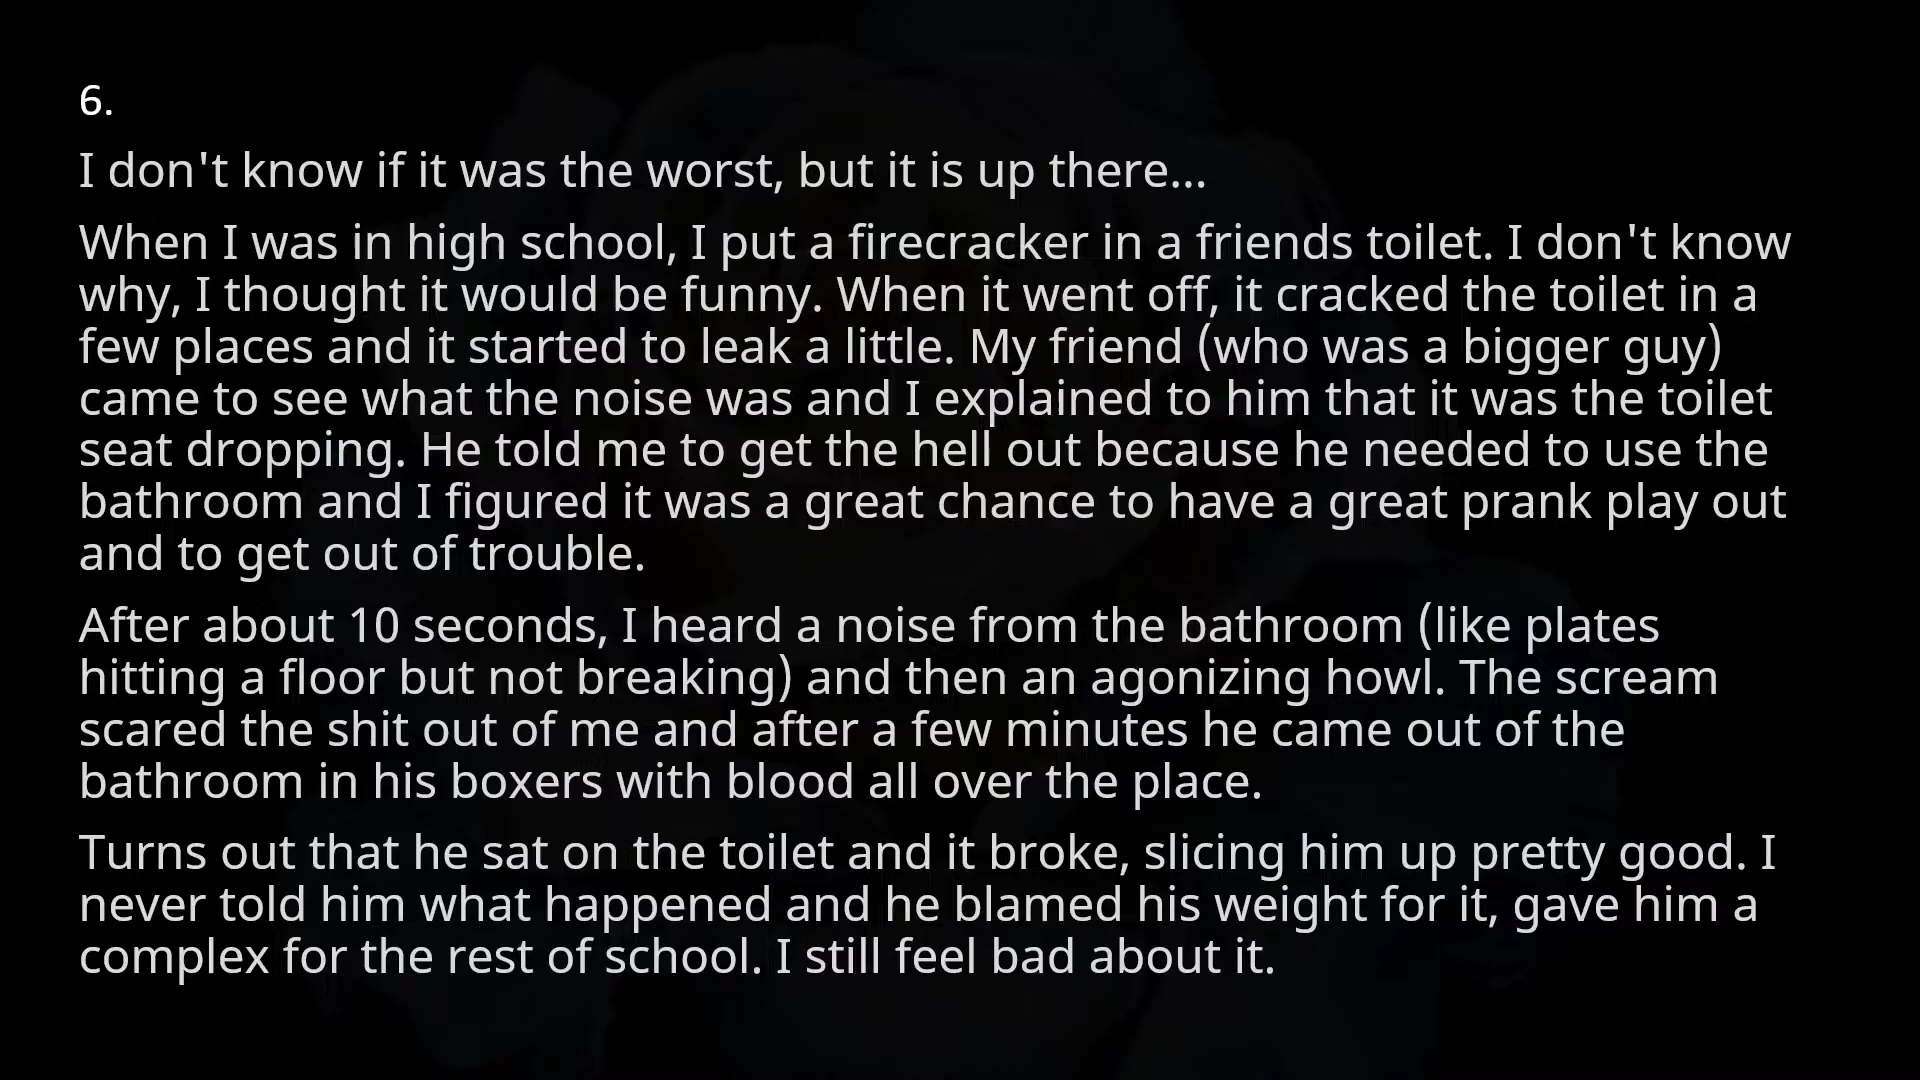 6.
I don't know if it was the worst, but it is up there...
When I was in high school, I put a firecracker in a friends toilet. I don't know
why, I thought it would be funny. When it went off, it cracked the toilet in a
few places and it started to leak a little. My friend (who was a bigger guy)
came to see what the noise was and I explained to him that it was the toilet
seat dropping. He told me to get the hell out because he needed to use the
bathroom and I figured it was a great chance to have a great prank play out
and to get out of trouble.
After about 10 seconds, I heard a noise from the bathroom (like plates
hitting a floor but not breaking) and then an agonizing howl. The scream
scared the shit out of me and after a few minutes he came out of the
bathroom in his boxers with blood all over the place.
Turns out that he sat on the toilet and it broke, slicing him up pretty good. I
never told him what happened and he blamed his weight for it, gave him a
complex for the rest of school. I still feel bad about it.